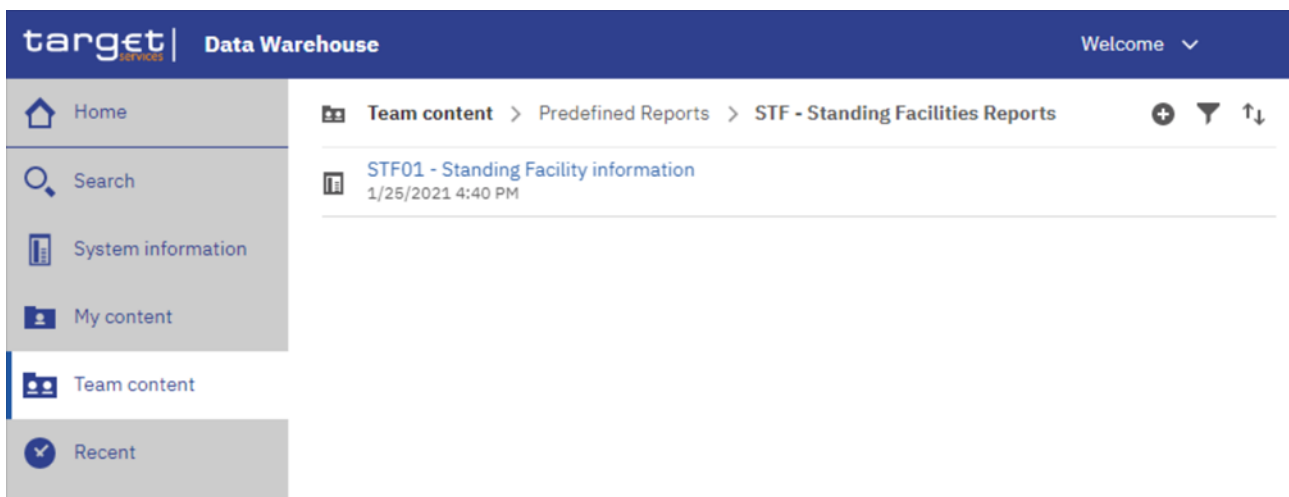 target| Data Warehouse Welcome
services
Home
Team content > Predefined Reports > STF - Standing Facilities Reports
STF01 - Standing Facility information
1/25/2021 4:40 PM
Search
System information
My content
Team content
Recent